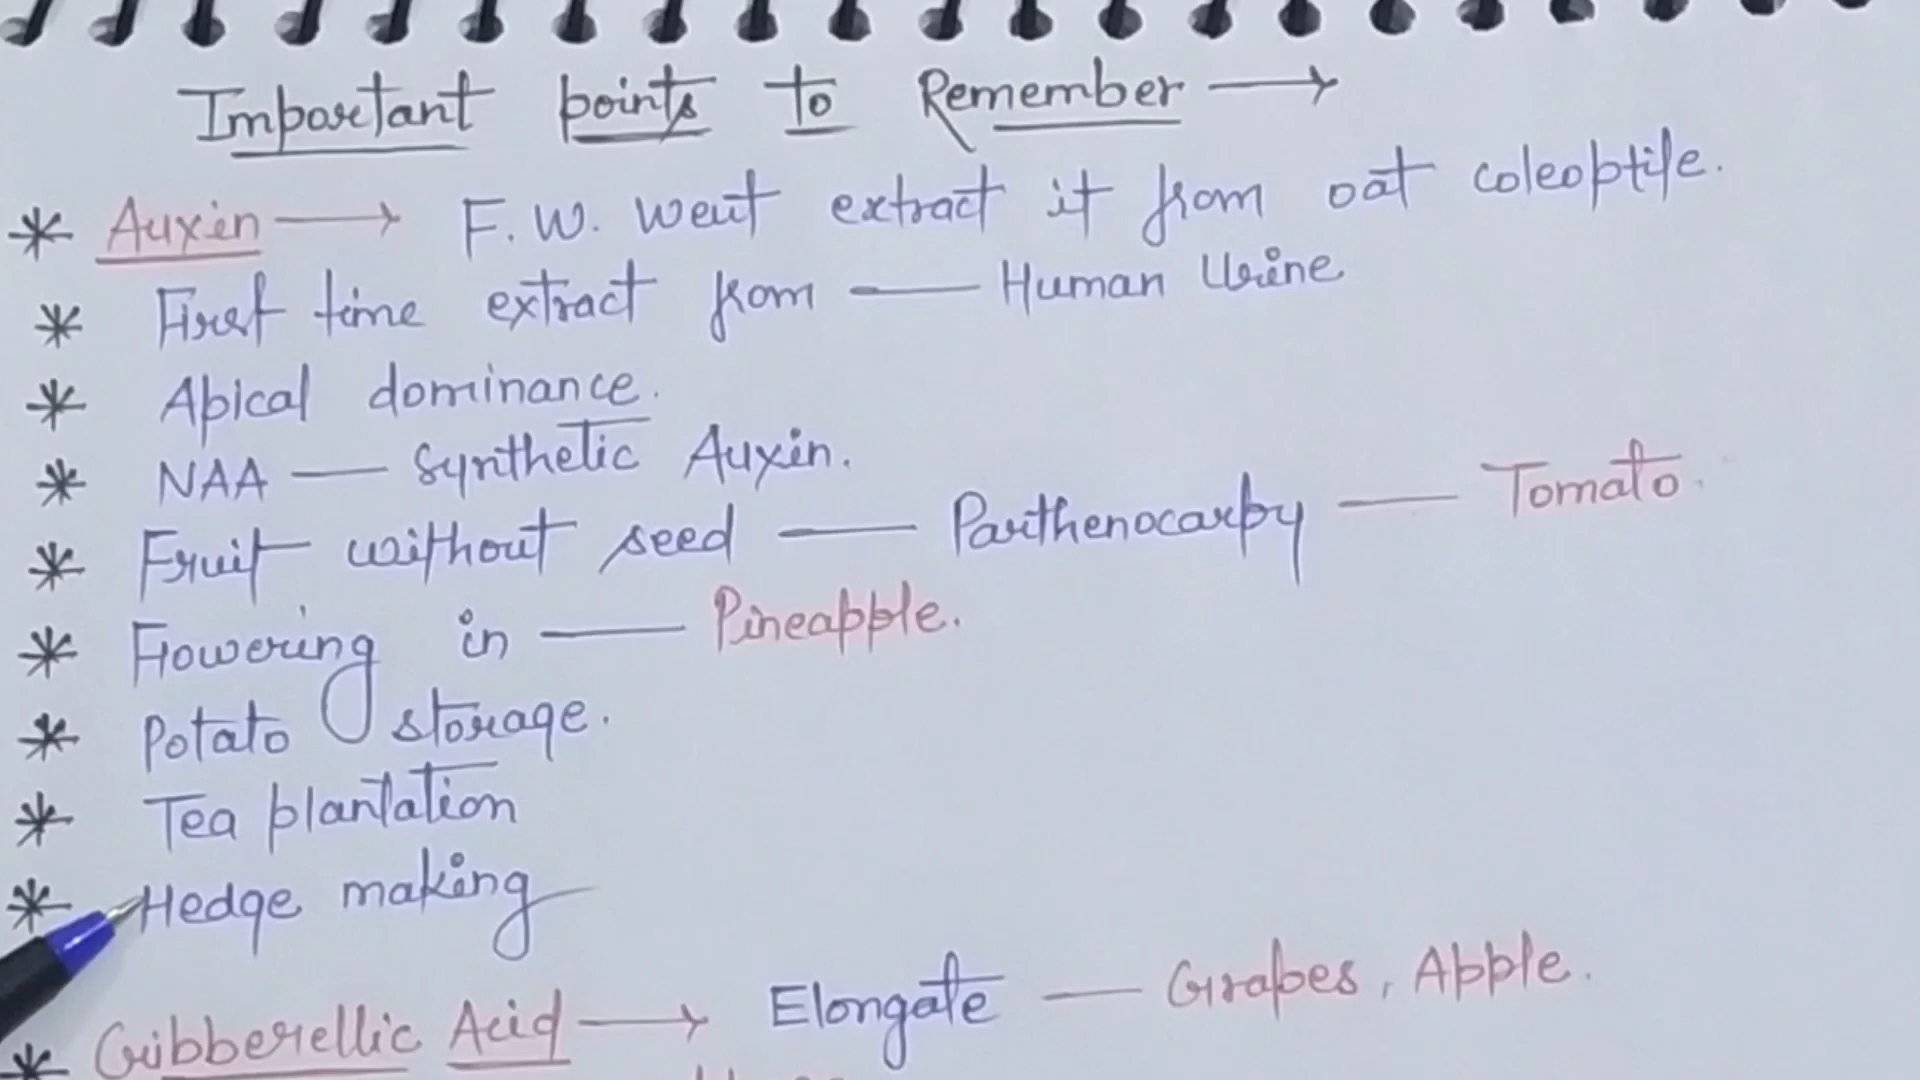 Important points to Remember →
* Auxin → F.W. Went extract it from oat coleoptile.
* First time extract from — Human Urine
* Apical dominance.
* NAA — Synthetic Auxin.
* Fruit without seed — Parthenocarpy — Tomato.
* Flowering in — Pineapple.
* Potato storage.
* Tea plantation
* Hedge making
* Gibberellic Acid → Elongate — Grapes, Apple.